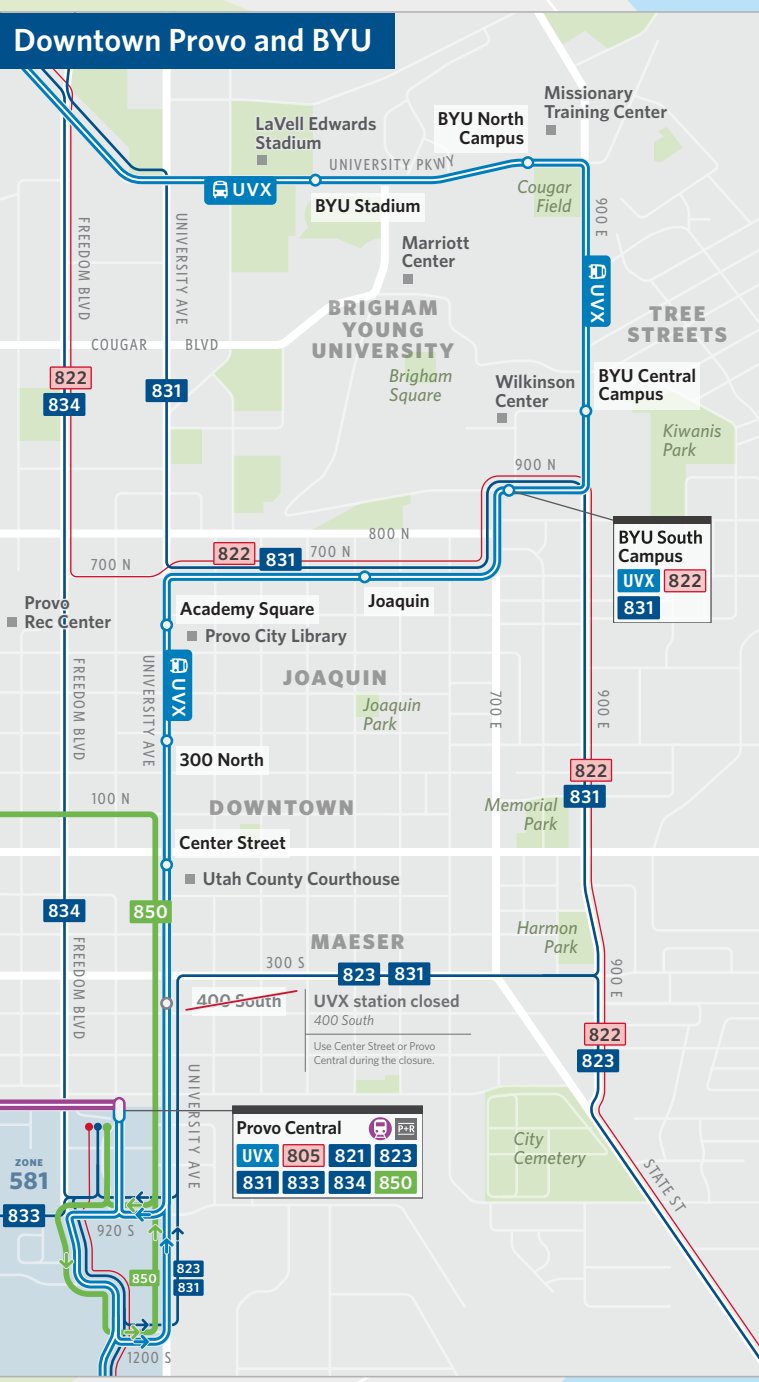 Downtown Provo and BYU
Missionary
Training Center
BYU North
Campus
LaVell Edwards
Stadium
UNIVERSITY PKWY
UVX
BYU Stadium
Cougar
Field
900 E
FREEDOM BLVD
UNIVERSITY AVE
Marriott
Center
UVX
BRIGHAM
YOUNG
UNIVERSITY
TREE
STREETS
COUGAR BLVD
822
834
831
Brigham
Square
Wilkinson
Center
BYU Central
Campus
Kiwanis
Park
900 N
800 N
BYU South
Campus
UVX 822
831
822 831 700 N
700 N
Joaquin
Provo
Rec Center
Academy Square
Provo City Library
FREEDOM BLVD
UNIVERSITY AVE
UVX
JOAQUIN
Joaquin
Park
700 E
900 E
300 North
822
831
100 N
DOWNTOWN
Memorial
Park
Center Street
Utah County Courthouse
834
850
FREEDOM BLVD
MAESER
Harmon
Park
300 S
823 831
900 E
400 South
UVX station closed
400 South
Use Center Street or Provo
Central during the closure.
822
823
UNIVERSITY AVE
Provo Central P+R
UVX 805 821 823
831 833 834 850
City
Cemetery
STATE ST
ZONE
581
833
920 S
850
823
831
1200 S